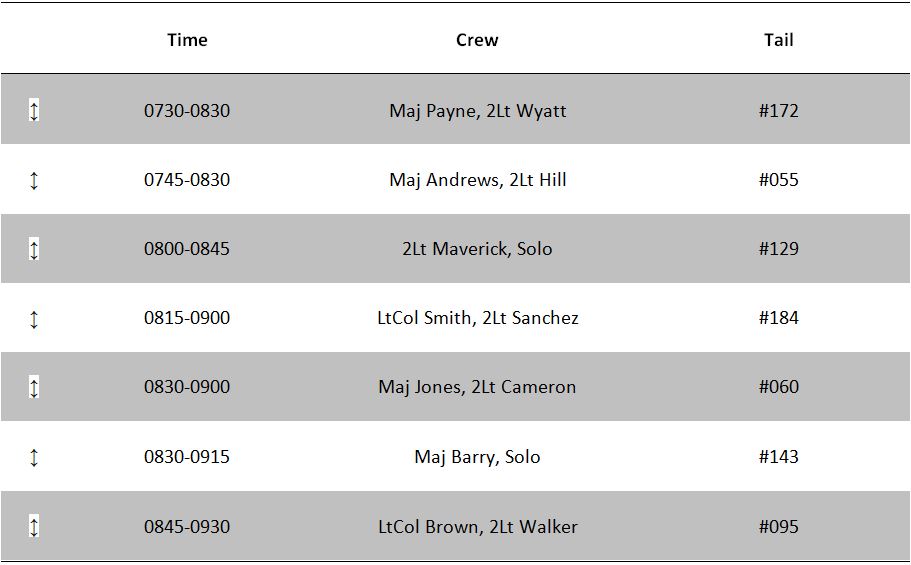 Time Crew Tail
↕ 0730-0830 Maj Payne, 2Lt Wyatt #172
↕ 0745-0830 Maj Andrews, 2Lt Hill #055
↕ 0800-0845 2Lt Maverick, Solo #129
↕ 0815-0900 LtCol Smith, 2Lt Sanchez #184
↕ 0830-0900 Maj Jones, 2Lt Cameron #060
↕ 0830-0915 Maj Barry, Solo #143
↕ 0845-0930 LtCol Brown, 2Lt Walker #095